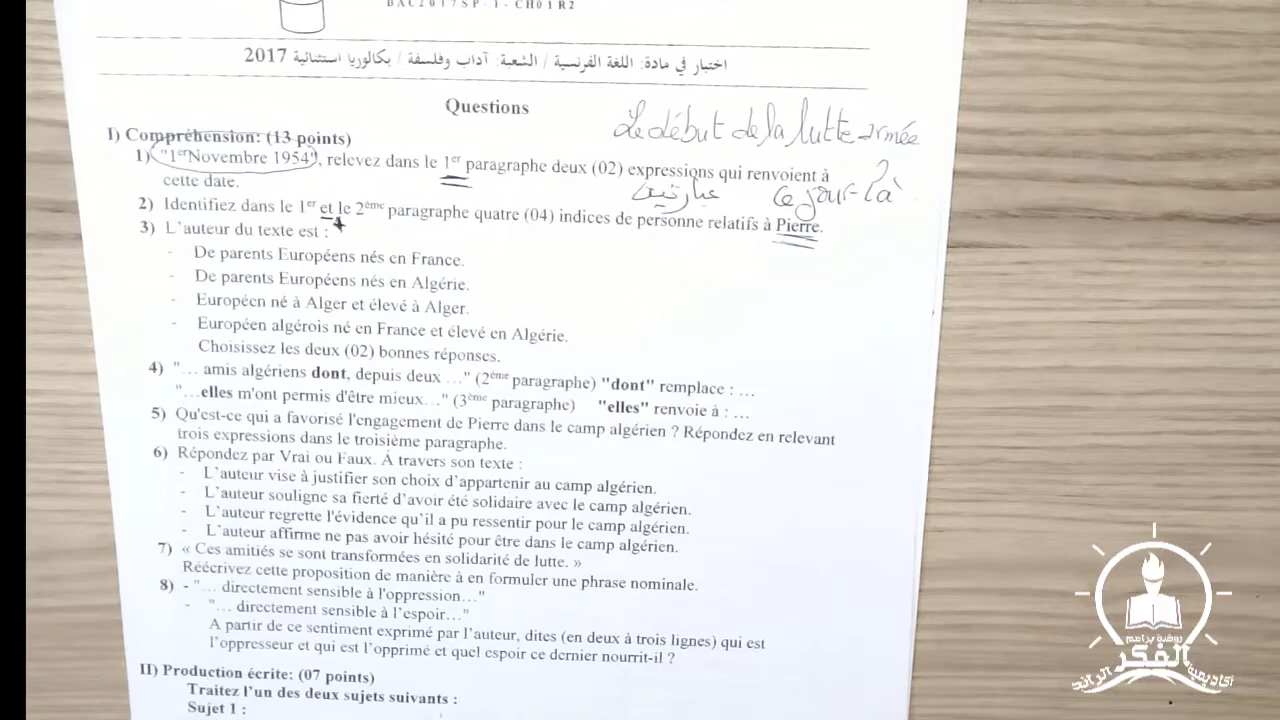 BAC2017SP-1-CH01R2
اختبار في مادة: اللغة الفرنسية / الشعبة: آداب وفلسفة / بكالوريا استثنائية 2017
Questions
Le début de la lutte armée
I) Compréhension: (13 points)
1) "1er Novembre 1954", relevez dans le 1er paragraphe deux (02) expressions qui renvoient à
cette date.
عبارتين
ce jour-là
2) Identifiez dans le 1er et le 2ème paragraphe quatre (04) indices de personne relatifs à Pierre.
3) L'auteur du texte est :
- De parents Européens nés en France.
- De parents Européens nés en Algérie.
- Européen né à Alger et élevé à Alger.
- Européen algérois né en France et élevé en Algérie.
Choisissez les deux (02) bonnes réponses.
4) "... amis algériens dont, depuis deux ..." (2ème paragraphe) "dont" remplace : ...
"...elles m'ont permis d'être mieux..." (3ème paragraphe) "elles" renvoie à : ...
5) Qu'est-ce qui a favorisé l'engagement de Pierre dans le camp algérien ? Répondez en relevant
trois expressions dans le troisième paragraphe.
6) Répondez par Vrai ou Faux. À travers son texte :
- L'auteur vise à justifier son choix d'appartenir au camp algérien.
- L'auteur souligne sa fierté d'avoir été solidaire avec le camp algérien.
- L'auteur regrette l'évidence qu'il a pu ressentir pour le camp algérien.
- L'auteur affirme ne pas avoir hésité pour être dans le camp algérien.
7) « Ces amitiés se sont transformées en solidarité de lutte. »
Réécrivez cette proposition de manière à en formuler une phrase nominale.
8) - "... directement sensible à l'oppression..."
- "... directement sensible à l'espoir..."
A partir de ce sentiment exprimé par l'auteur, dites (en deux à trois lignes) qui est
l'oppresseur et qui est l'opprimé et quel espoir ce dernier nourrit-il ?
II) Production écrite: (07 points)
Traitez l'un des deux sujets suivants :
Sujet 1 :
الفكر
أكاديمية
الرائد